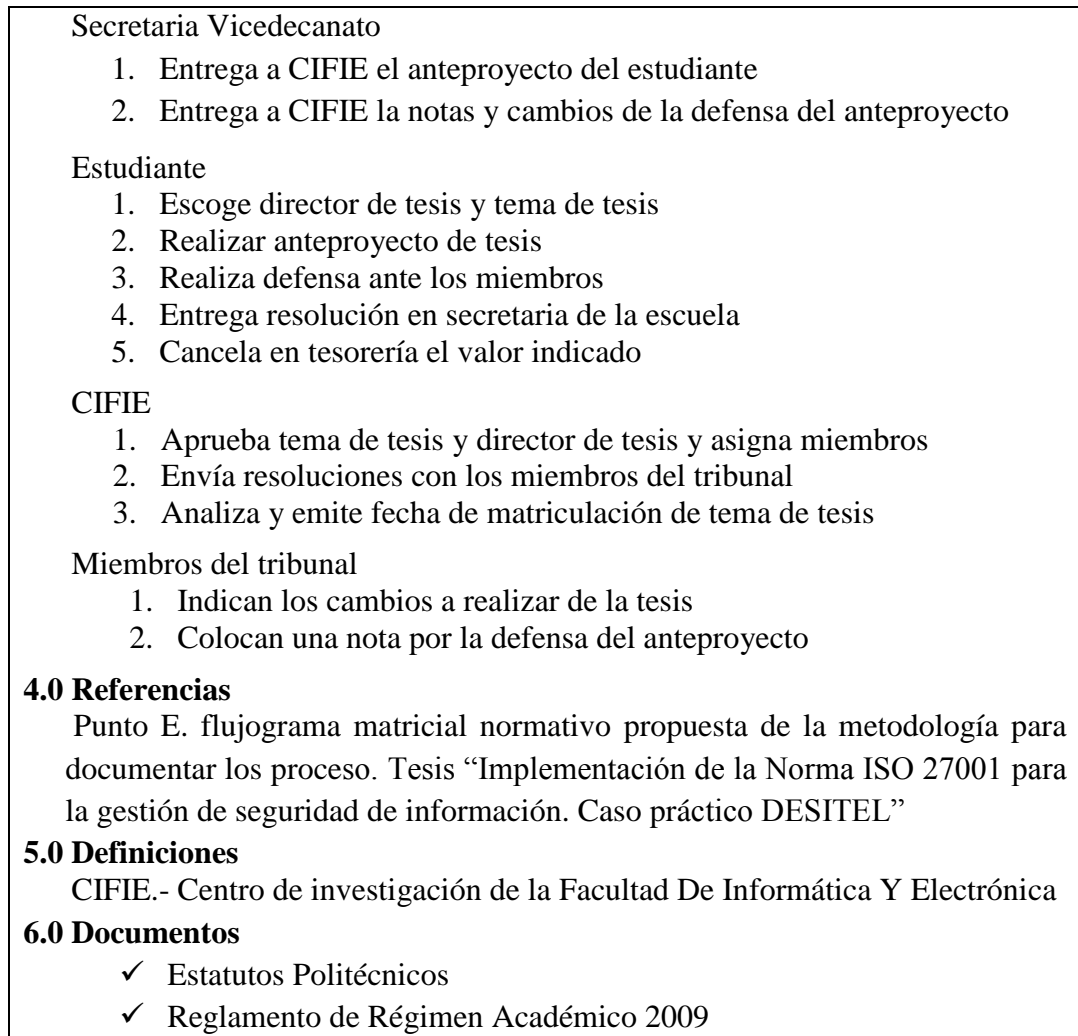 Secretaria Vicedecanato
1. Entrega a CIFIE el anteproyecto del estudiante
2. Entrega a CIFIE la notas y cambios de la defensa del anteproyecto
Estudiante
1. Escoge director de tesis y tema de tesis
2. Realizar anteproyecto de tesis
3. Realiza defensa ante los miembros
4. Entrega resolución en secretaria de la escuela
5. Cancela en tesorería el valor indicado
CIFIE
1. Aprueba tema de tesis y director de tesis y asigna miembros
2. Envía resoluciones con los miembros del tribunal
3. Analiza y emite fecha de matriculación de tema de tesis
Miembros del tribunal
1. Indican los cambios a realizar de la tesis
2. Colocan una nota por la defensa del anteproyecto
4.0 Referencias
Punto E. flujograma matricial normativo propuesta de la metodología para
documentar los proceso. Tesis “Implementación de la Norma ISO 27001 para
la gestión de seguridad de información. Caso práctico DESITEL”
5.0 Definiciones
CIFIE.- Centro de investigación de la Facultad De Informática Y Electrónica
6.0 Documentos
✓ Estatutos Politécnicos
✓ Reglamento de Régimen Académico 2009